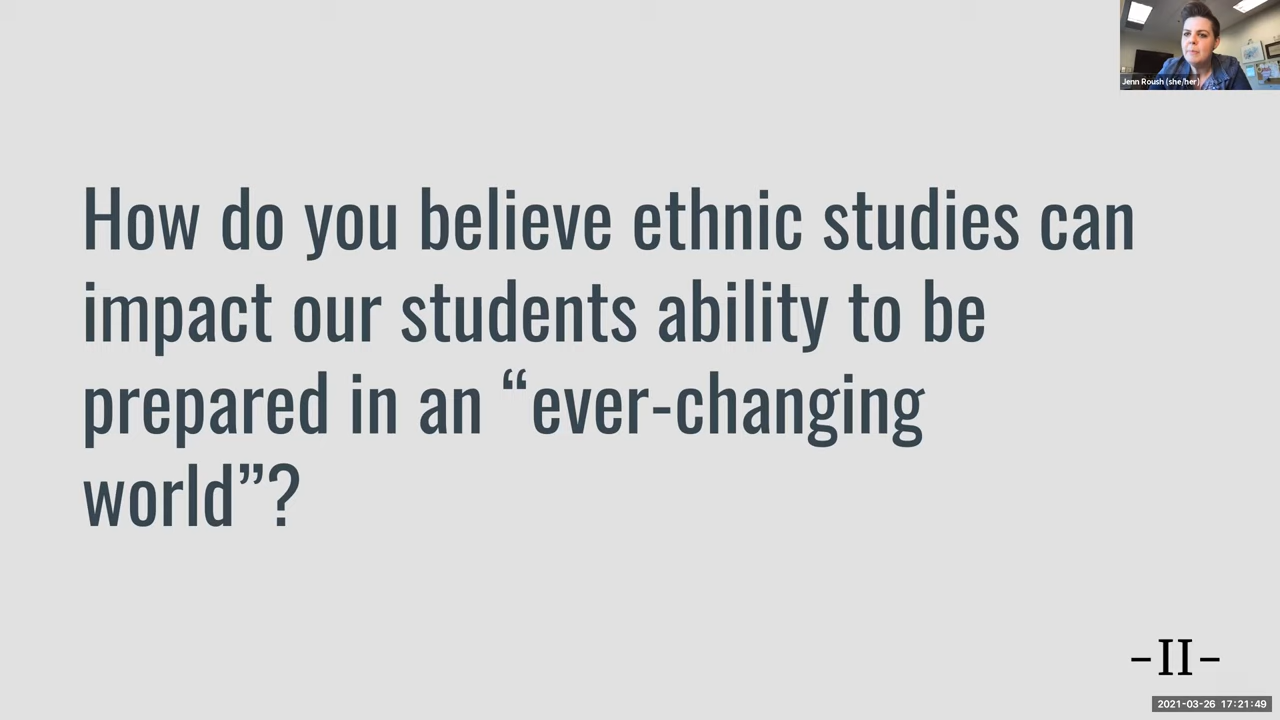 Jenn Roush (she/her)
How do you believe ethnic studies can
impact our students ability to be
prepared in an “ever-changing
world”?
-II-
2021-03-26 17:21:49